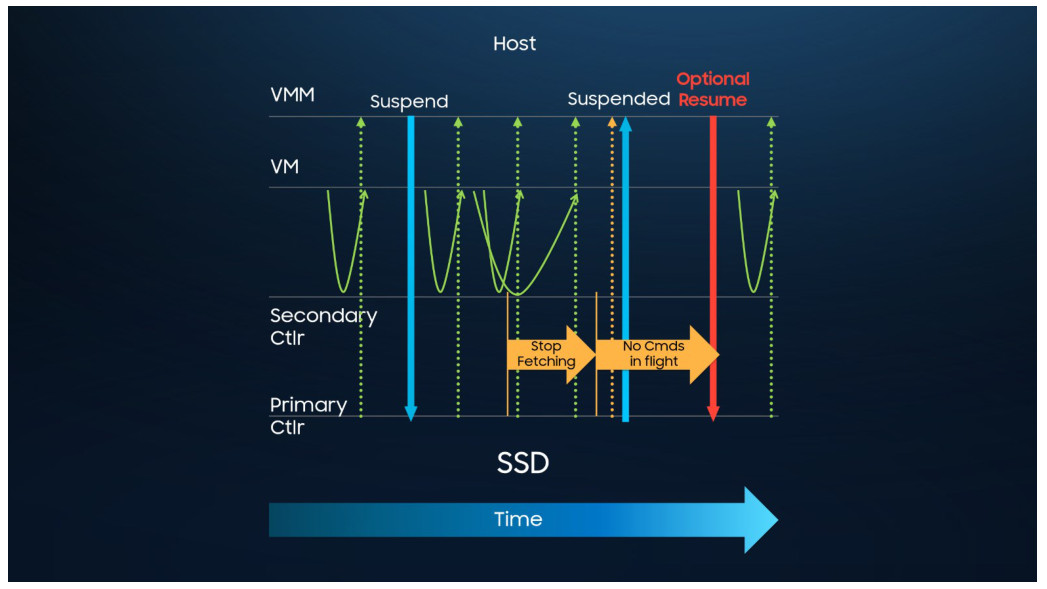 Host
VMM
Suspend
Suspended
Optional
Resume
VM
Secondary
Ctlr
Stop
Fetching
No Cmds
in flight
Primary
Ctlr
SSD
Time